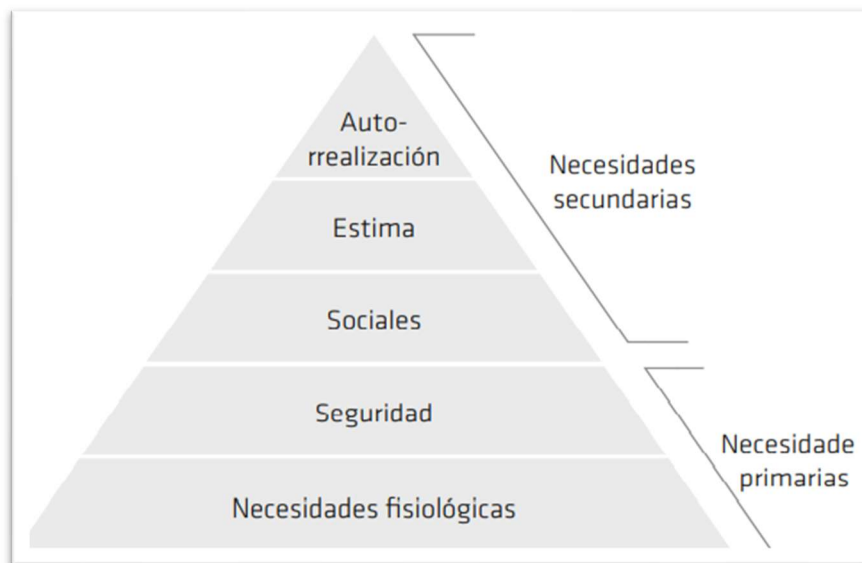 Auto-
rrealización
Necesidades
secundarias
Estima
Sociales
Seguridad
Necesidade
primarias
Necesidades fisiológicas